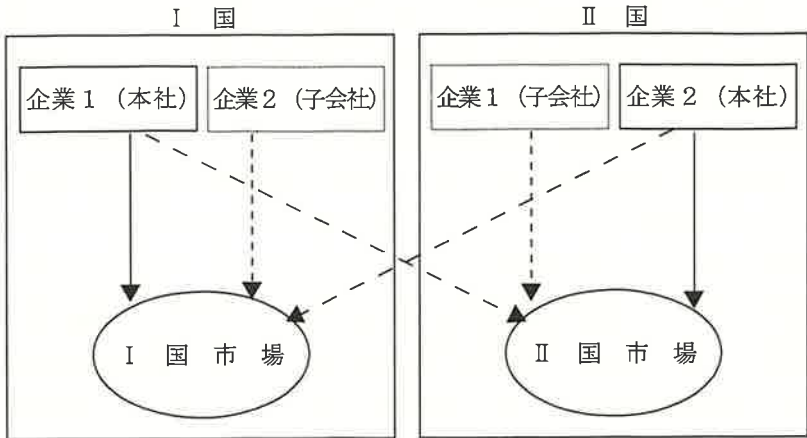 Ⅰ 国
Ⅱ 国
企業1(本社)
企業2(子会社)
企業1(子会社)
企業2(本社)
Ⅰ 国 市 場
Ⅱ 国 市 場